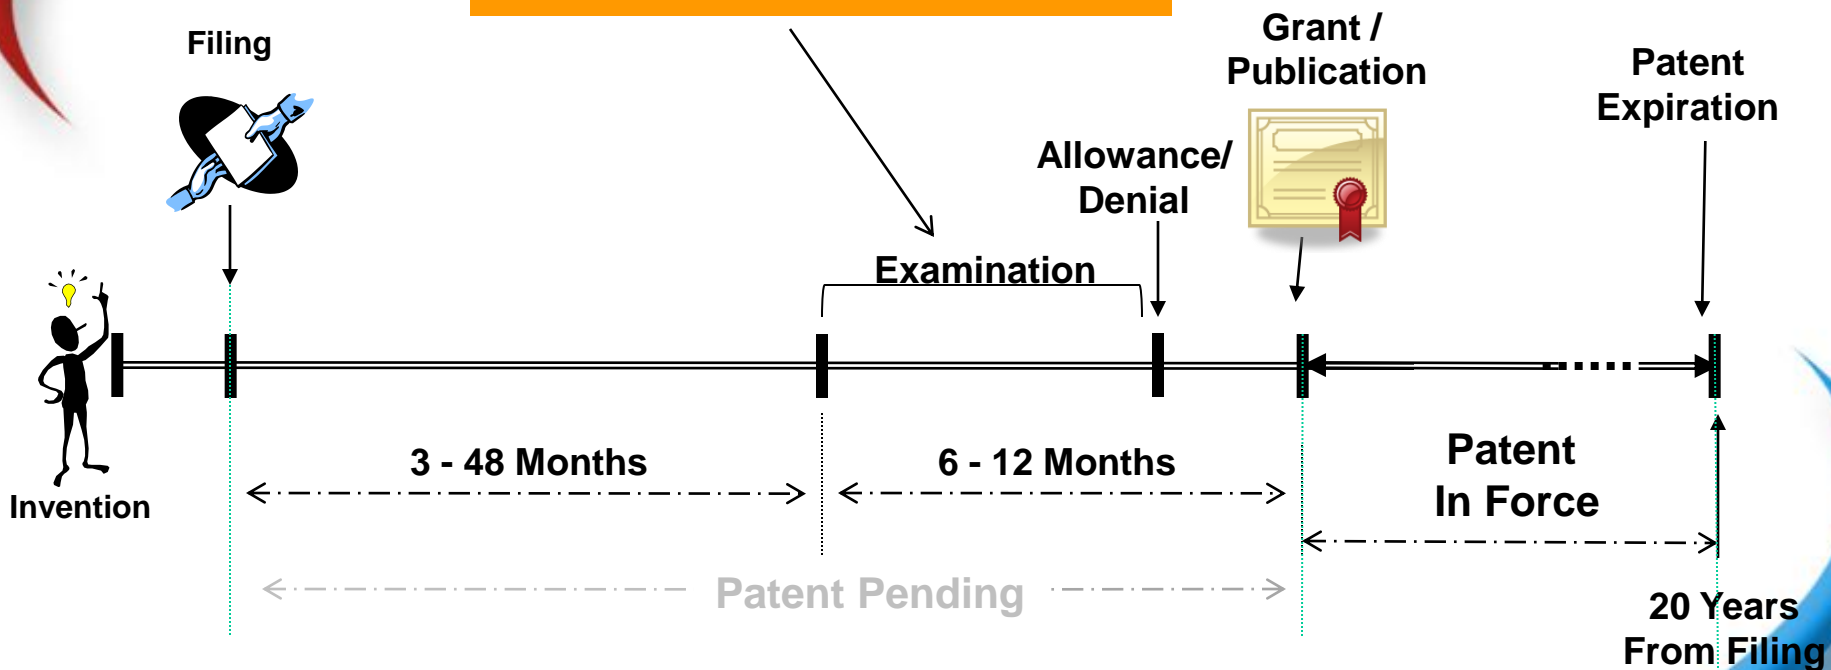 Filing
Grant /
Publication
Patent
Expiration
Allowance/
Denial
Examination
3 - 48 Months
6 - 12 Months
Patent
In Force
Invention
Patent Pending
20 Years
From Filing